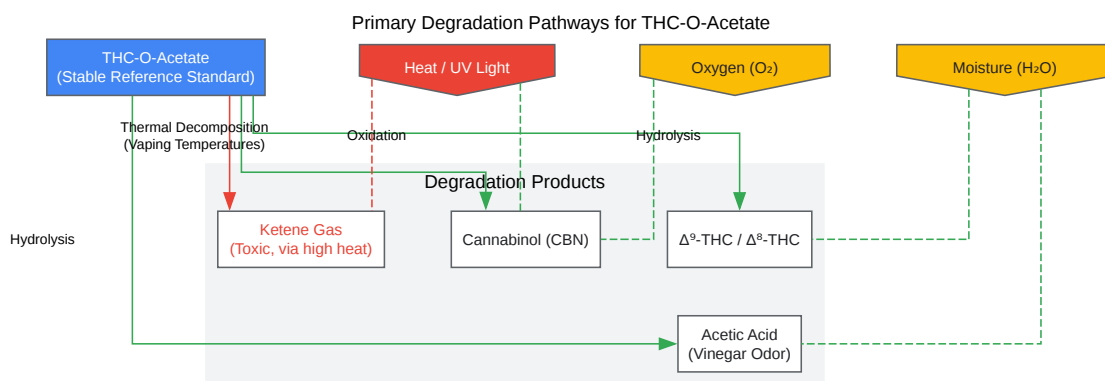 Primary Degradation Pathways for THC-O-Acetate
THC-O-Acetate
(Stable Reference Standard)
Heat / UV Light
Oxygen (O₂)
Moisture (H₂O)
Thermal Decomposition
(Vaping Temperatures)
Oxidation
Hydrolysis
Degradation Products
Ketene Gas
(Toxic, via high heat)
Cannabinol (CBN)
Δ⁹-THC / Δ⁸-THC
Hydrolysis
Acetic Acid
(Vinegar Odor)